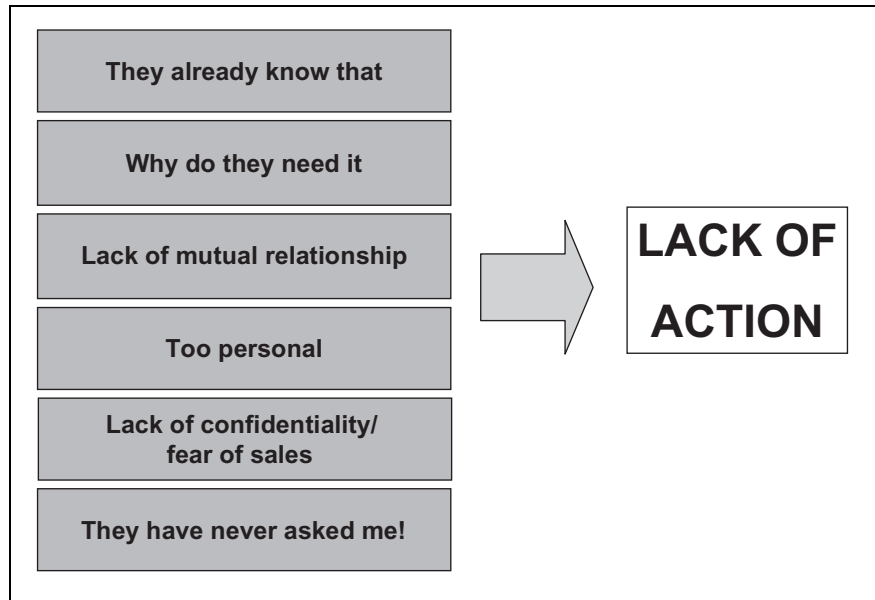 They already know that
Why do they need it
Lack of mutual relationship
Too personal
Lack of confidentiality/
fear of sales
They have never asked me!
LACK OF
ACTION